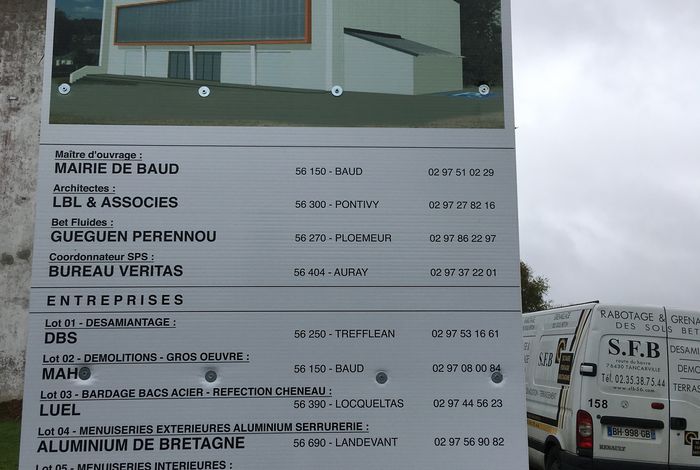 Maître d'ouvrage :
MAIRIE DE BAUD 56 150 - BAUD 02 97 51 02 29
Architectes :
LBL & ASSOCIES 56 300 - PONTIVY 02 97 27 82 16
Bet Fluides :
GUEGUEN PERENNOU 56 270 - PLOEMEUR 02 97 86 22 97
Coordonnateur SPS :
BUREAU VERITAS 56 404 - AURAY 02 97 37 22 01
ENTREPRISES
Lot 01 - DESAMIANTAGE :
DBS 56 250 - TREFFLEAN 02 97 53 16 61
Lot 02 - DEMOLITIONS - GROS OEUVRE :
MAHO 56 150 - BAUD 02 97 08 00 84
Lot 03 - BARDAGE BACS ACIER - REFECTION CHENEAU :
LUEL 56 390 - LOCQUELTAS 02 97 44 56 23
Lot 04 - MENUISERIES EXTERIEURES ALUMINIUM SERRURERIE :
ALUMINIUM DE BRETAGNE 56 690 - LANDEVANT 02 97 56 90 82
Lot 05 - MENUISERIES INTERIEURES :
RABOTAGE & GRENA
DES SOLS BET
S.F.B
route du havre
76430 TANCARVILLE
Tél. 02.35.38.75.44
DESAMI
DEMO
TERRAS
S.F.B
158
BH-998-GB